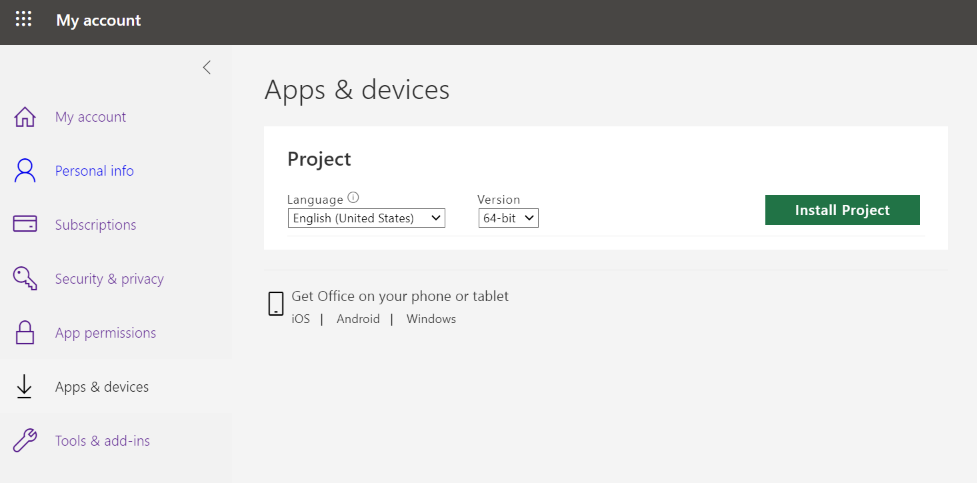 My account
My account
Personal info
Subscriptions
Security & privacy
App permissions
Apps & devices
Tools & add-ins
Apps & devices
Project
Language Version
English (United States) 64-bit Install Project
Get Office on your phone or tablet
iOS | Android | Windows